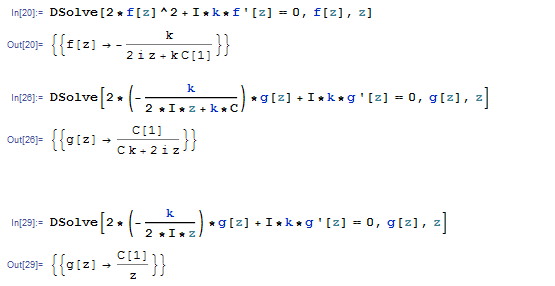 In[20]:= DSolve[2*f[z]^2 + I*k*f'[z] = 0, f[z], z]
Out[20]= {{f[z] → -k/(2 i z + k C[1])}}
In[26]:= DSolve[2*(-k/(2*I*z + k*C))*g[z] + I*k*g'[z] = 0, g[z], z]
Out[26]= {{g[z] → C[1]/(C k + 2 i z)}}
In[29]:= DSolve[2*(-k/(2*I*z))*g[z] + I*k*g'[z] = 0, g[z], z]
Out[29]= {{g[z] → C[1]/z}}